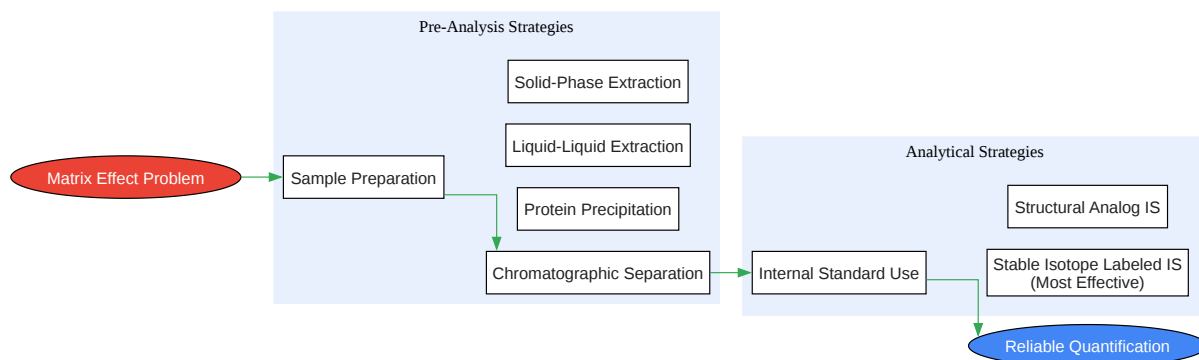 Pre-Analysis Strategies
Solid-Phase Extraction
Liquid-Liquid Extraction
Analytical Strategies
Matrix Effect Problem
Sample Preparation
Protein Precipitation
Structural Analog IS
Chromatographic Separation
Internal Standard Use
Stable Isotope Labeled IS
(Most Effective)
Reliable Quantification